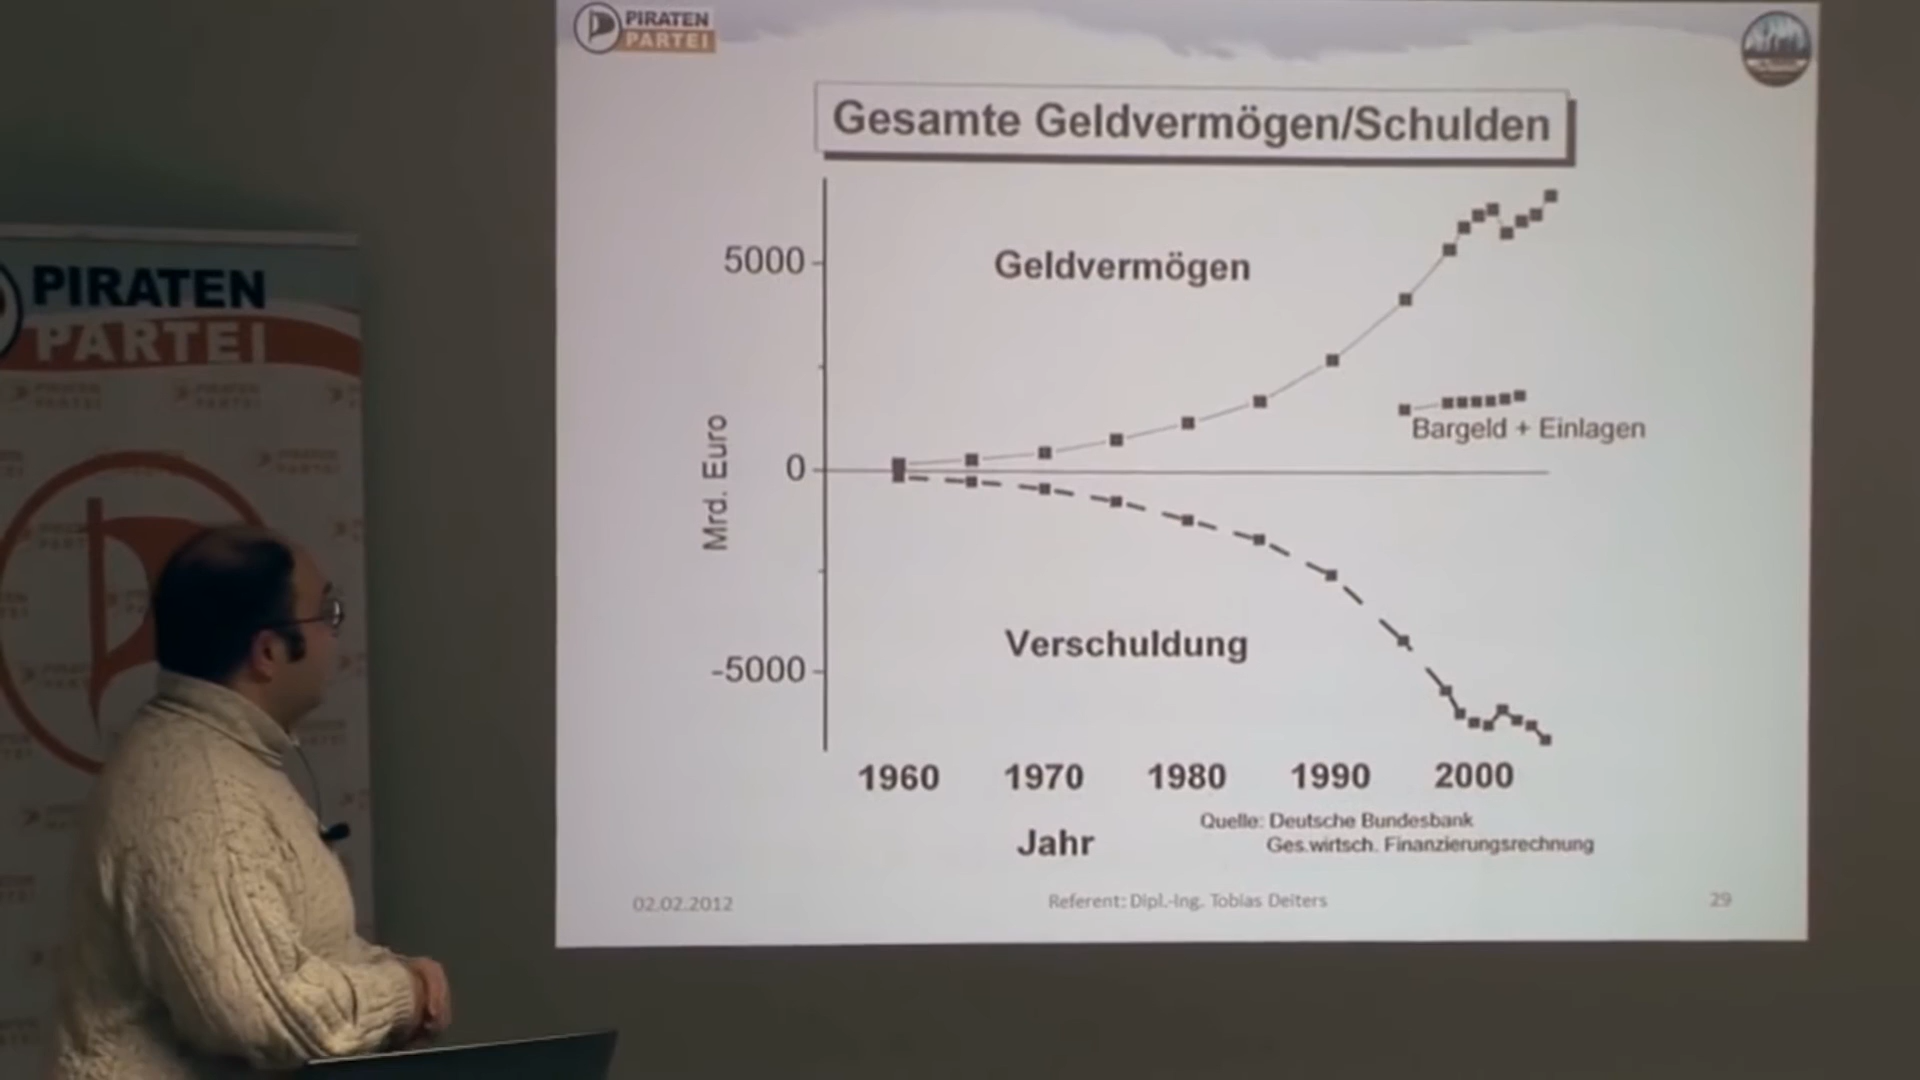 PIRATEN
PARTEI
Gesamte Geldvermögen/Schulden
5000
Geldvermögen
Bargeld + Einlagen
0
Mrd. Euro
Verschuldung
-5000
1960 1970 1980 1990 2000
Jahr
Quelle: Deutsche Bundesbank
Ges.wirtsch. Finanzierungsrechnung
02.02.2012
Referent: Dipl.-Ing. Tobias Deiters
29
PIRATEN
PARTEI